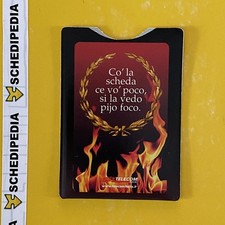 SCHEDIPEDIA
SCHEDIPEDIA
Co' la
scheda
ce vo' poco,
si la vedo
pijo foco.
TELECOM